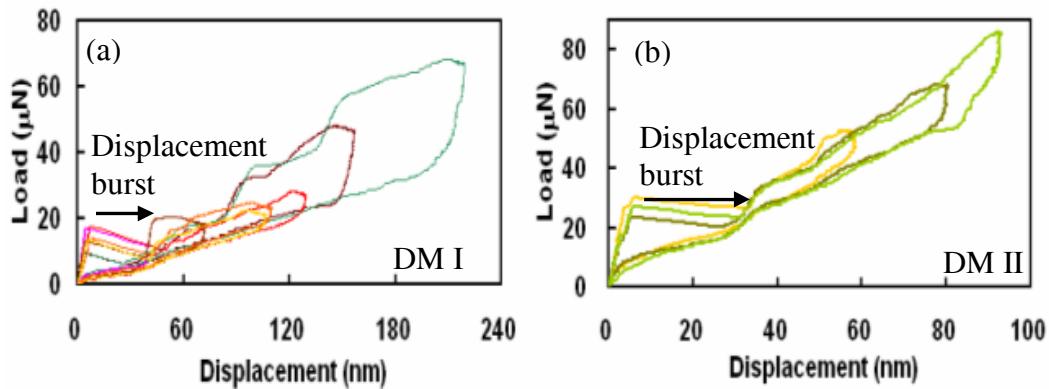 (a)
Load (μN)
80
60
40
20
0
Displacement
burst
DM I
0 60 120 180 240
Displacement (nm)
(b)
Load (μN)
80
60
40
20
0
Displacement
burst
DM II
0 20 40 60 80 100
Displacement (nm)